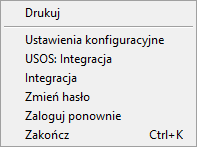 Drukuj
Ustawienia konfiguracyjne
USOS: Integracja
Integracja
Zmień hasło
Zaloguj ponownie
Zakończ Ctrl+K